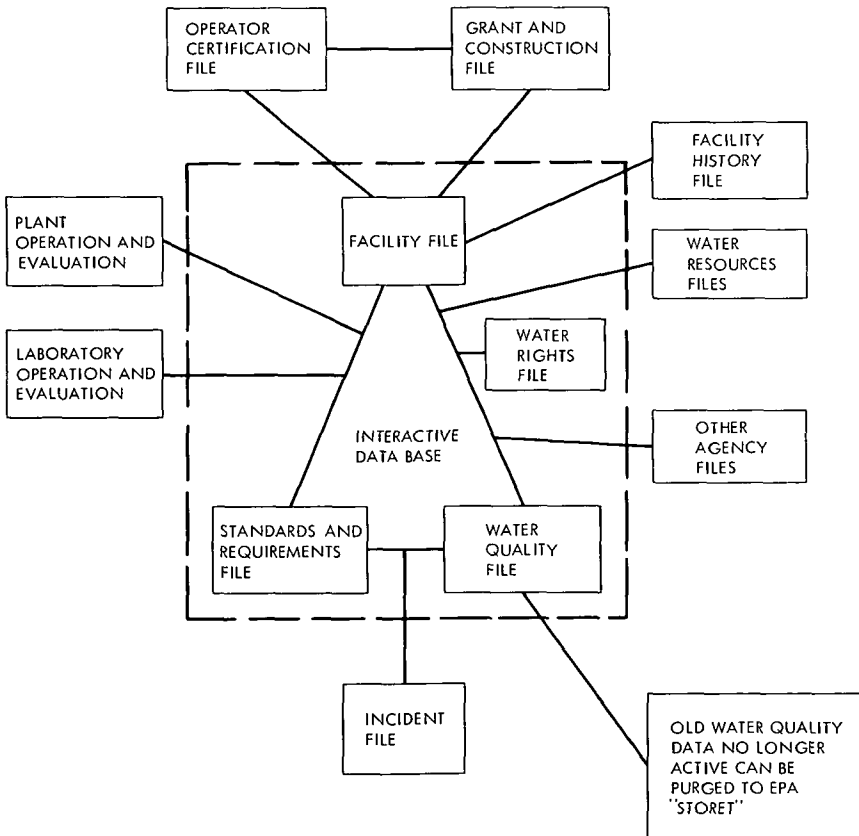 OPERATOR
CERTIFICATION
FILE
GRANT AND
CONSTRUCTION
FILE
FACILITY
HISTORY
FILE
PLANT
OPERATION AND
EVALUATION
FACILITY FILE
WATER
RESOURCES
FILES
LABORATORY
OPERATION AND
EVALUATION
WATER
RIGHTS
FILE
INTERACTIVE
DATA BASE
OTHER
AGENCY
FILES
STANDARDS AND
REQUIREMENTS
FILE
WATER
QUALITY
FILE
INCIDENT
FILE
OLD WATER QUALITY
DATA NO LONGER
ACTIVE CAN BE
PURGED TO EPA
"STORET"